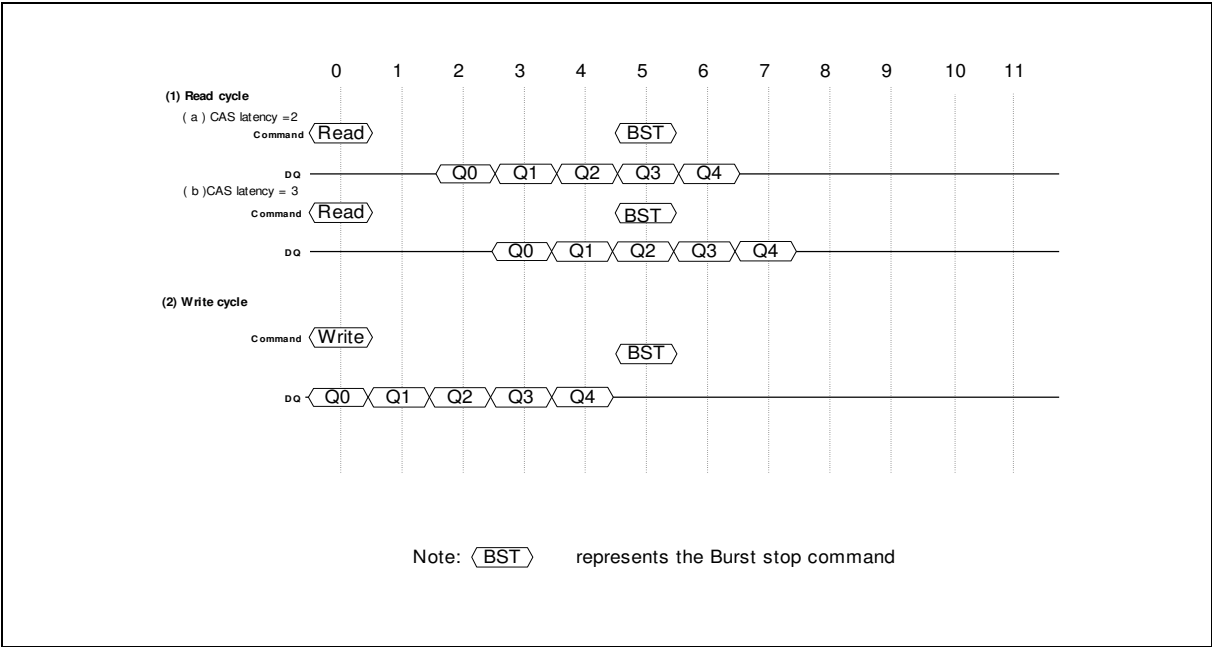 0 1 2 3 4 5 6 7 8 9 10 11
(1) Read cycle
( a ) CAS latency =2
Command Read BST
DQ Q0 Q1 Q2 Q3 Q4
( b )CAS latency = 3
Command Read BST
DQ Q0 Q1 Q2 Q3 Q4
(2) Write cycle
Command Write BST
DQ Q0 Q1 Q2 Q3 Q4
Note: BST represents the Burst stop command